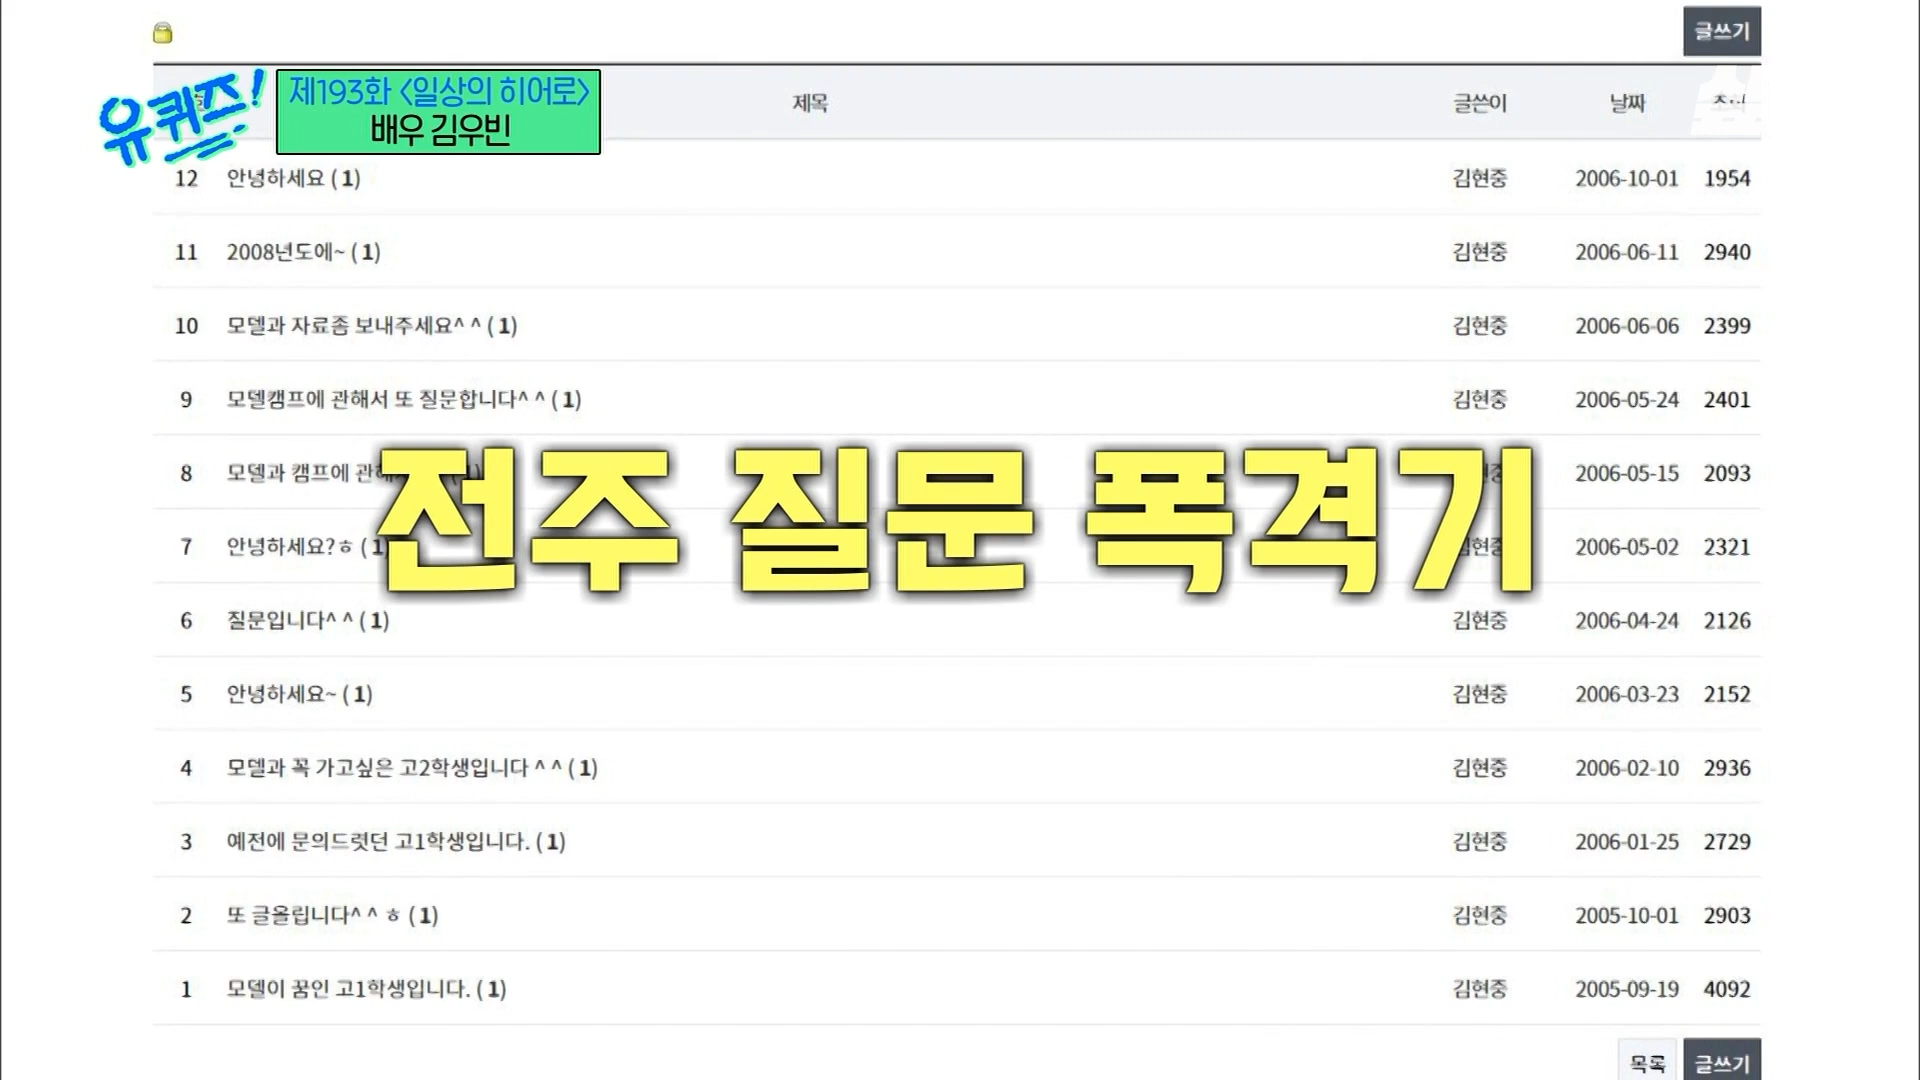 글쓰기
유퀴즈!
제193화 <일상의 히어로>
배우 김우빈
제목 글쓴이 날짜
12 안녕하세요 (1) 김현중 2006-10-01 1954
11 2008년도에~ (1) 김현중 2006-06-11 2940
10 모델과 자료좀 보내주세요^^ (1) 김현중 2006-06-06 2399
9 모델캠프에 관해서 또 질문합니다^^ (1) 김현중 2006-05-24 2401
8 모델과 캠프에 2006-05-15 2093
전주 질문 폭격기
7 안녕하세요?ㅎ (1 김현중 2006-05-02 2321
6 질문입니다^^ (1) 김현중 2006-04-24 2126
5 안녕하세요~ (1) 김현중 2006-03-23 2152
4 모델과 꼭 가고싶은 고2학생입니다 ^^ (1) 김현중 2006-02-10 2936
3 예전에 문의드렷던 고1학생입니다. (1) 김현중 2006-01-25 2729
2 또 글올립니다^^ ㅎ (1) 김현중 2005-10-01 2903
1 모델이 꿈인 고1학생입니다. (1) 김현중 2005-09-19 4092
목록 글쓰기